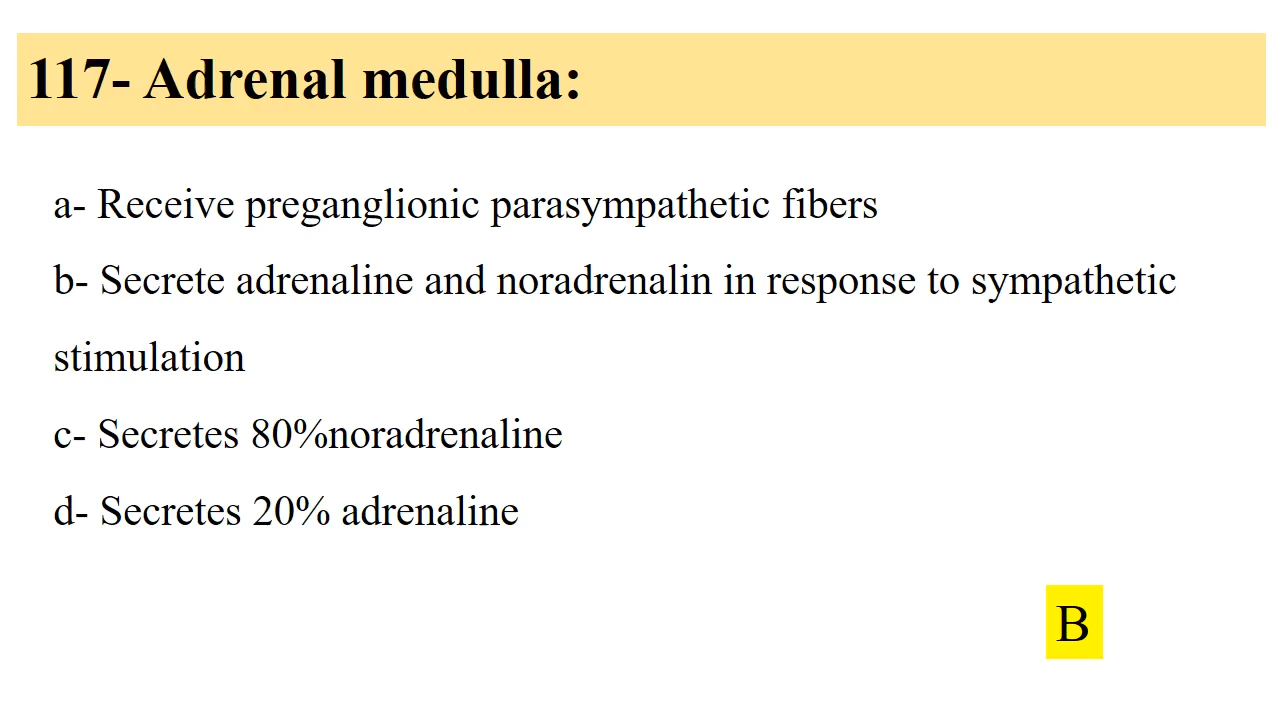 117- Adrenal medulla:
a- Receive preganglionic parasympathetic fibers
b- Secrete adrenaline and noradrenalin in response to sympathetic
stimulation
c- Secretes 80%noradrenaline
d- Secretes 20% adrenaline
B